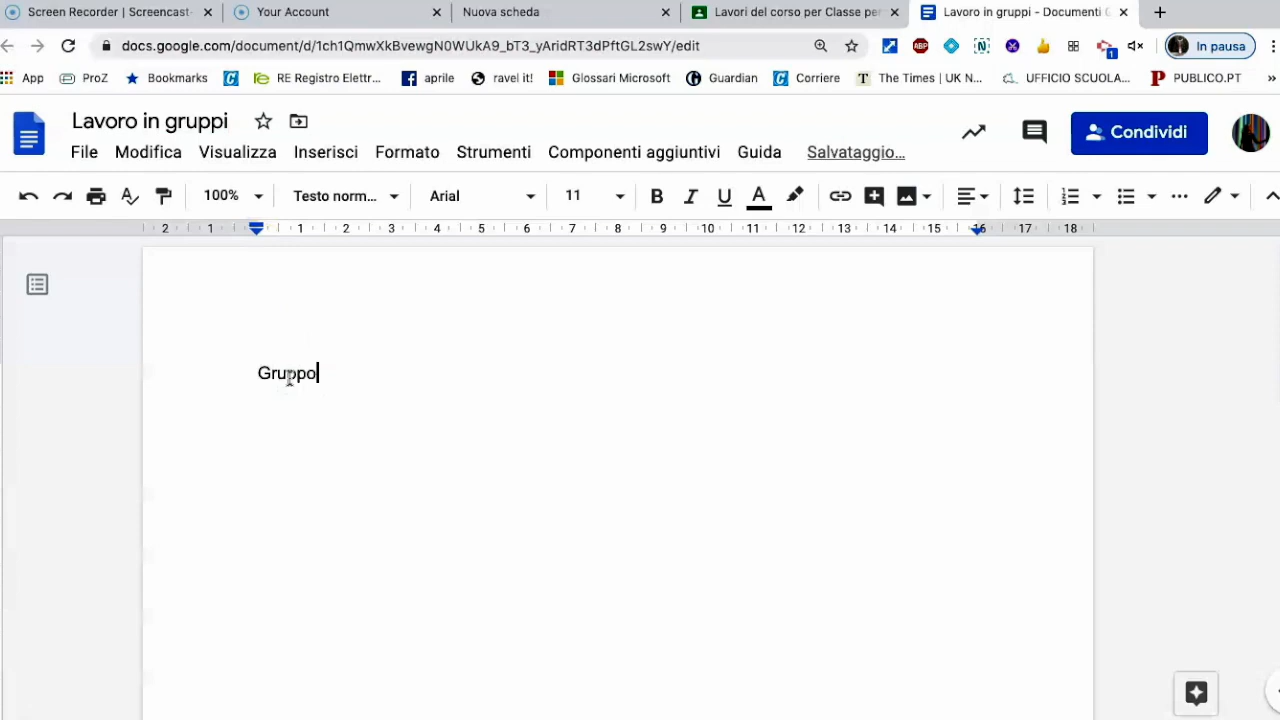 Screen Recorder | Screencast- Your Account Nuova scheda Lavori del corso per Classe per Lavoro in gruppi - Documenti G
docs.google.com/document/d/1ch1QmwXkBvewgN0WUkA9_bT3_yAridRT3dPftGL2swY/edit ABP N 1 In pausa
App ProZ Bookmarks RE Registro Elettr... aprile ravel it! Glossari Microsoft Guardian Corriere The Times | UK N... UFFICIO SCUOLA... PUBLICO.PT »
Lavoro in gruppi
Condividi
File Modifica Visualizza Inserisci Formato Strumenti Componenti aggiuntivi Guida Salvataggio...
100% Testo norm... Arial 11 B I U A
2 1 1 2 3 4 5 6 7 8 9 10 11 12 13 14 15 16 17 18
Gruppo